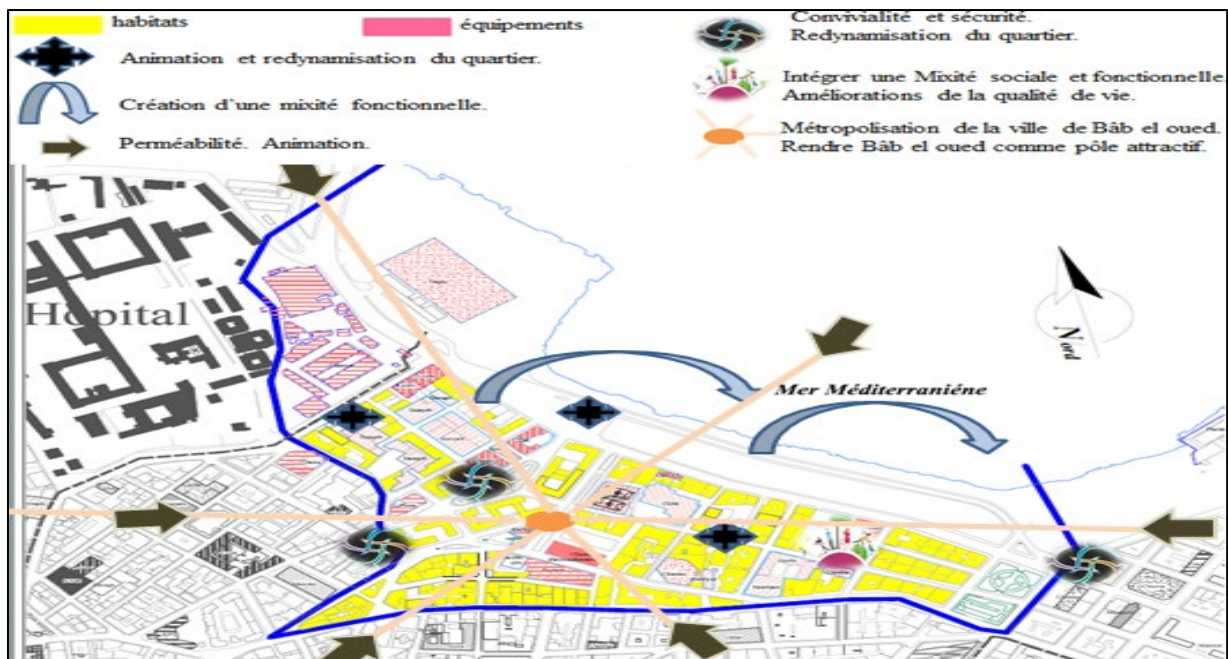 habitats
équipements
Animation et redynamisation du quartier.
Création d'une mixité fonctionnelle.
Perméabilité. Animation.
Convivialité et sécurité.
Redynamisation du quartier.
Intégrer une Mixité sociale et fonctionnelle.
Améliorations de la qualité de vie.
Métropolisation de la ville de Bâb el oued.
Rendre Bâb el oued comme pôle attractif.
Hôpital
Nord
Mer Méditerraniéne